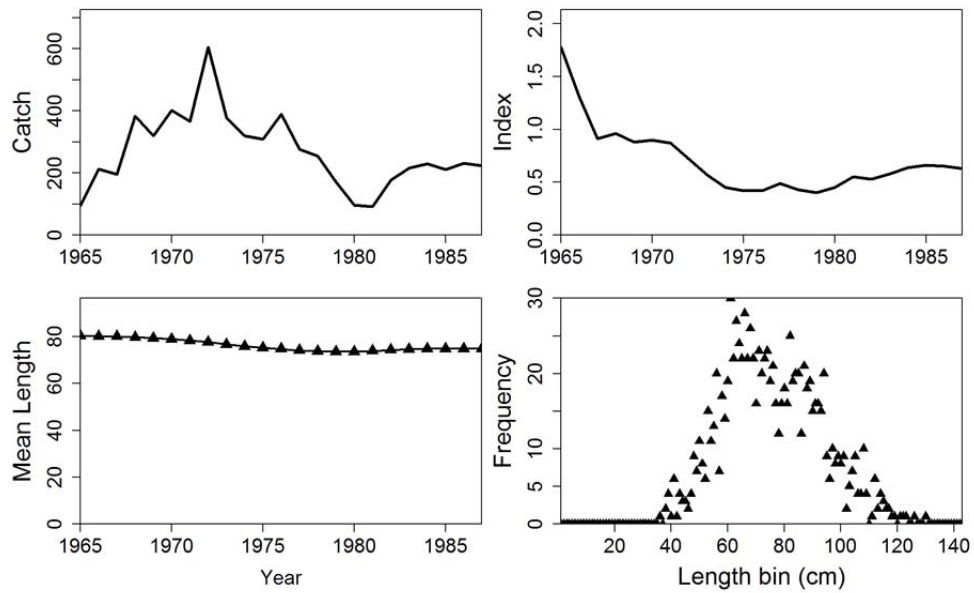 Catch
0 200 400 600
1965 1970 1975 1980 1985
Index
0.0 0.5 1.0 1.5 2.0
1965 1970 1975 1980 1985
Mean Length
0 20 40 60 80
1965 1970 1975 1980 1985
Year
Frequency
0 5 10 20 30
20 40 60 80 100 120 140
Length bin (cm)